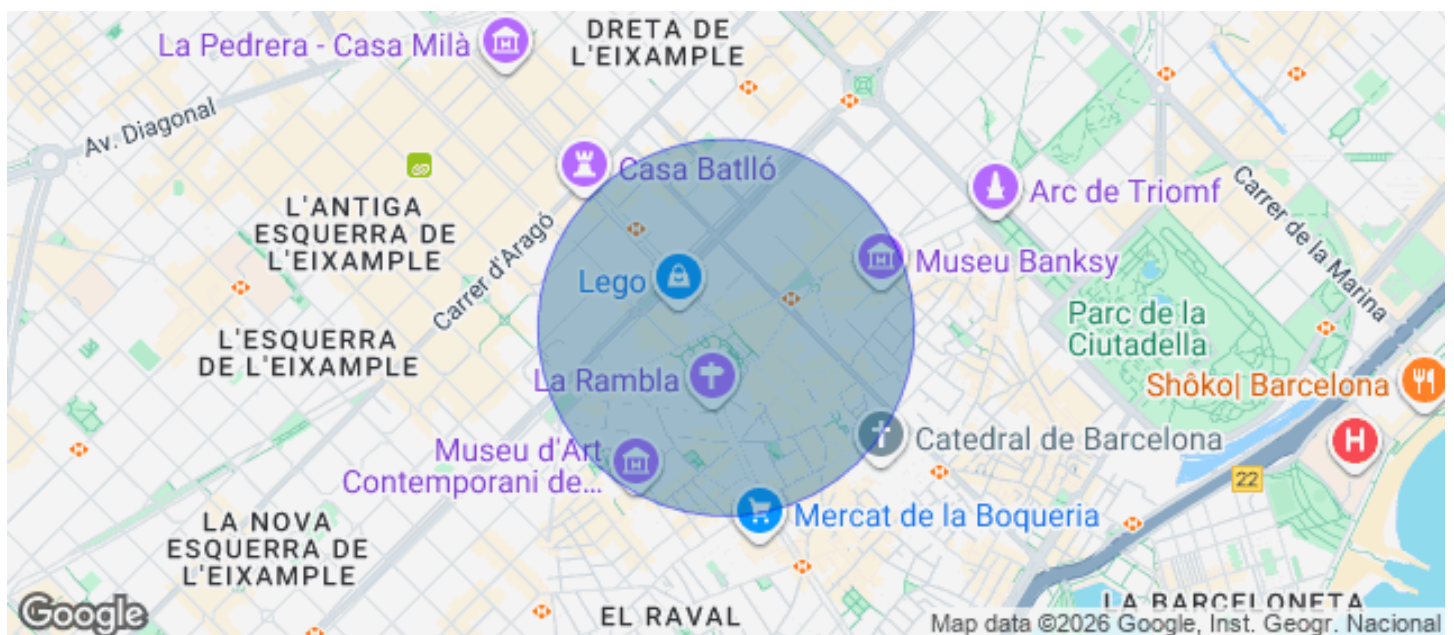 La Pedrera - Casa Milà
DRETA DE
L'EIXAMPLE
Av. Diagonal
Casa Batlló
L'ANTIGA
ESQUERRA DE
L'EIXAMPLE
Carrer d'Aragó
Arc de Triomf
Carrer de la Marina
Lego
Museu Banksy
L'ESQUERRA
DE L'EIXAMPLE
Parc de la
Ciutadella
La Rambla
Shôko| Barcelona
H
Catedral de Barcelona
Museu d'Art
Contemporani de...
22
Mercat de la Boqueria
LA NOVA
ESQUERRA DE
L'EIXAMPLE
EL RAVAL
LA BARCELONETA
Google
Map data ©2026 Google, Inst. Geogr. Nacional